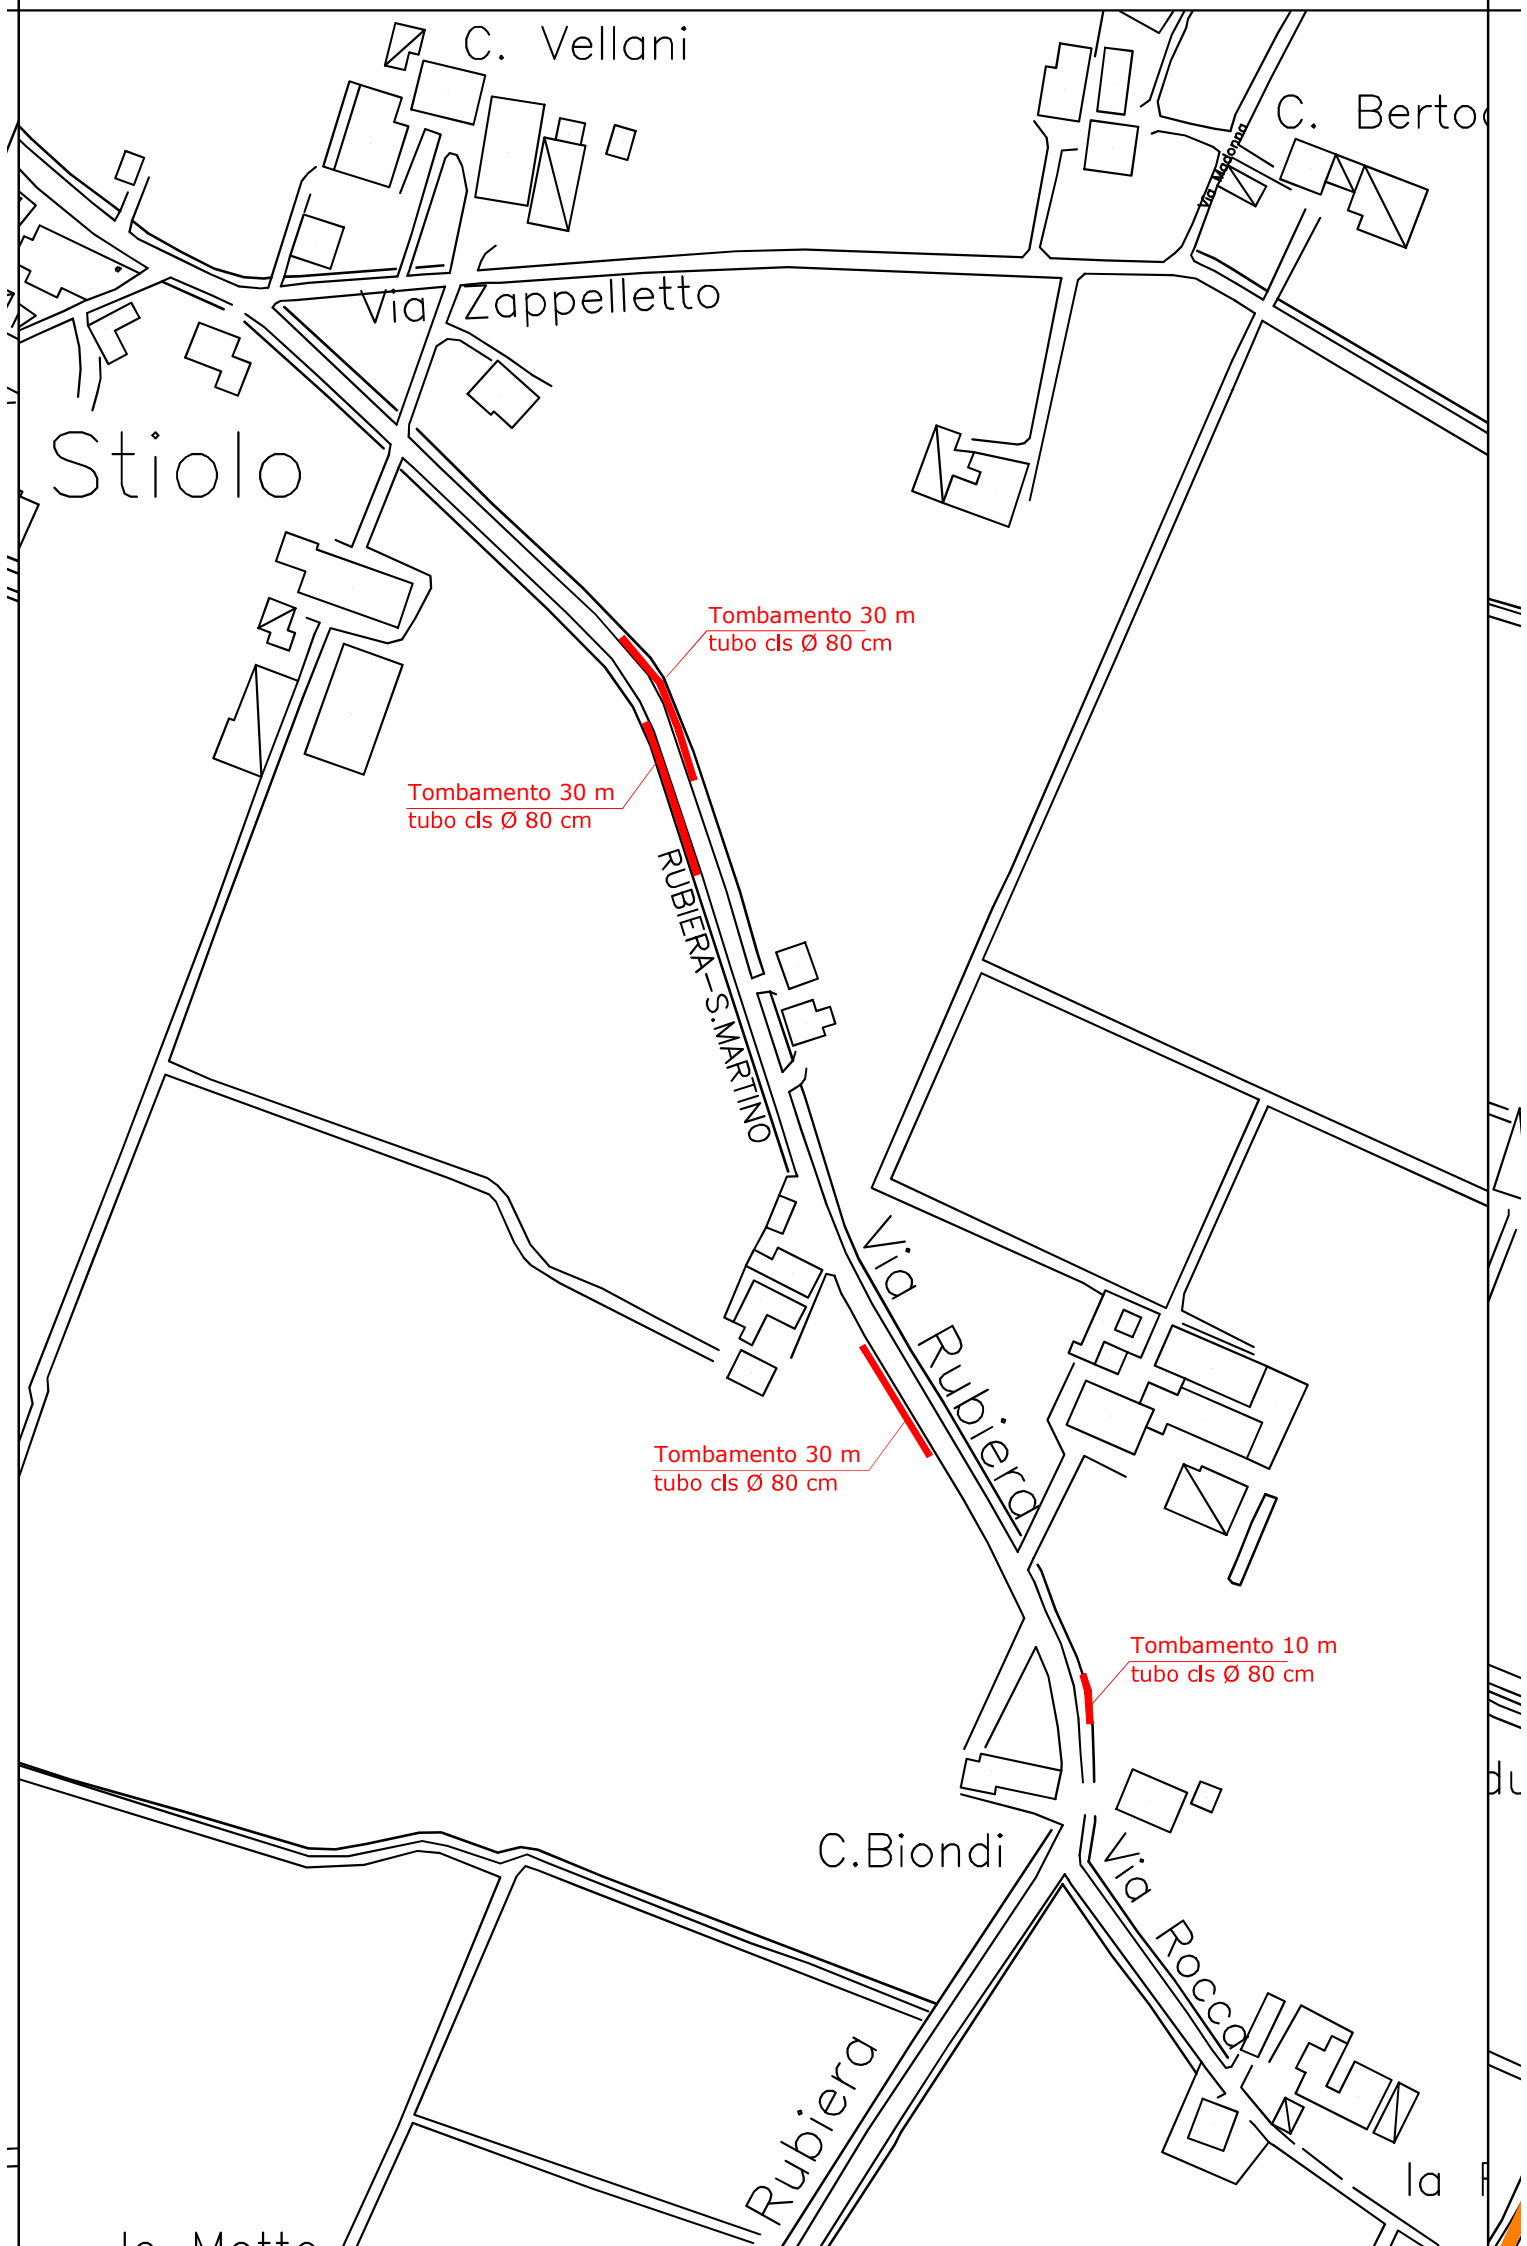 C. Vellani
C. Berto
Via Madonna
Via Zappelletto
Stiolo
Tombamento 30 m
tubo cls Ø 80 cm
Tombamento 30 m
tubo cls Ø 80 cm
RUBIERA-S.MARTINO
Via Rubiera
Tombamento 30 m
tubo cls Ø 80 cm
Tombamento 10 m
tubo cls Ø 80 cm
du
C.Biondi
Via Rocca
Rubiera
la